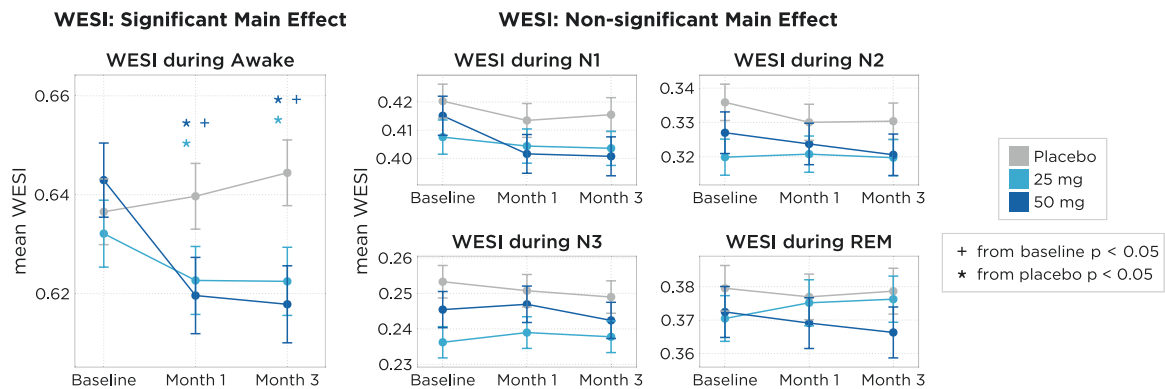 WESI: Significant Main Effect
WESI: Non-significant Main Effect
WESI during Awake
mean WESI
0.66
0.64
0.62
* +
*
* +
*
Baseline Month 1 Month 3
WESI during N1
mean WESI
0.42
0.41
0.40
Baseline Month 1 Month 3
WESI during N2
0.34
0.33
0.32
Baseline Month 1 Month 3
WESI during N3
0.26
0.25
0.24
0.23
Baseline Month 1 Month 3
WESI during REM
0.38
0.37
0.36
Baseline Month 1 Month 3
Placebo
25 mg
50 mg
+ from baseline p < 0.05
* from placebo p < 0.05